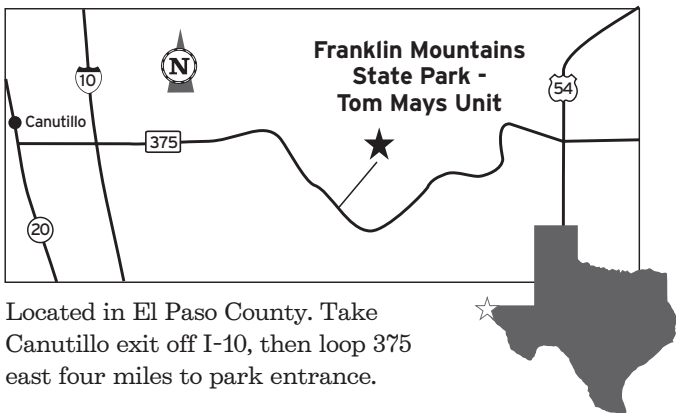 Franklin Mountains
State Park -
Tom Mays Unit
N
10
54
Canutillo
375
20
Located in El Paso County. Take
Canutillo exit off I-10, then loop 375
east four miles to park entrance.